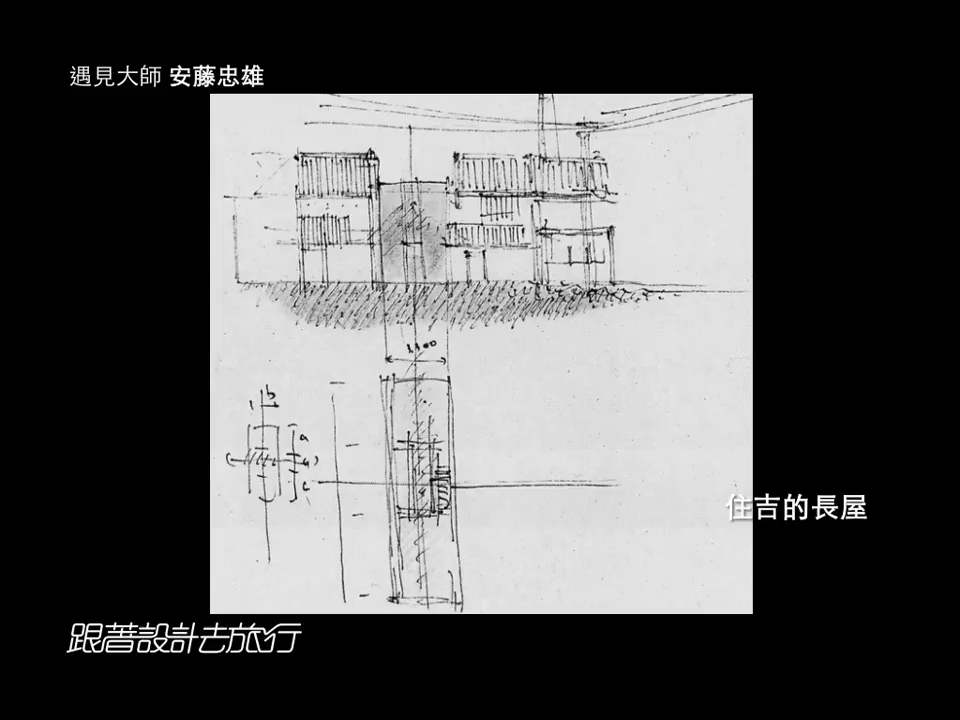 遇見大師 安藤忠雄
b
a
住吉的長屋
跟著設計去旅行